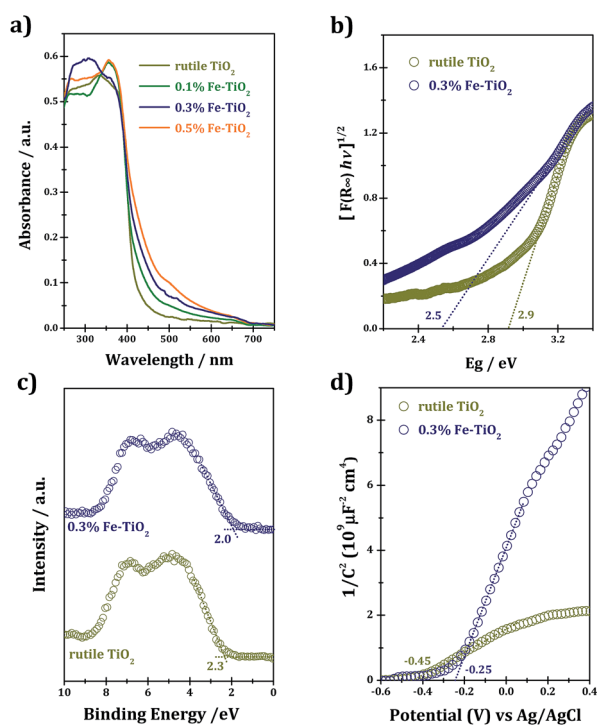 a)
rutile TiO₂
0.1% Fe-TiO₂
0.3% Fe-TiO₂
0.5% Fe-TiO₂
0.6
0.5
0.4
0.3
0.2
0.1
0.0
300 400 500 600 700
Absorbance / a.u.
Wavelength / nm
b)
rutile TiO₂
0.3% Fe-TiO₂
1.8
1.2
0.6
0.4
0.0
2.5
2.9
2.4 2.8 3.2
[ F(R∞) hν]¹/²
Eg / eV
c)
0.3% Fe-TiO₂
2.0
rutile TiO₂
2.3
10 8 6 4 2 0
Intensity / a.u.
Binding Energy /eV
d)
rutile TiO₂
0.3% Fe-TiO₂
8
6
4
2
0
-0.45
-0.25
-0.6 -0.4 -0.2 0.0 0.2 0.4
1/C² (10⁹ μF⁻² cm⁴)
Potential (V) vs Ag/AgCl